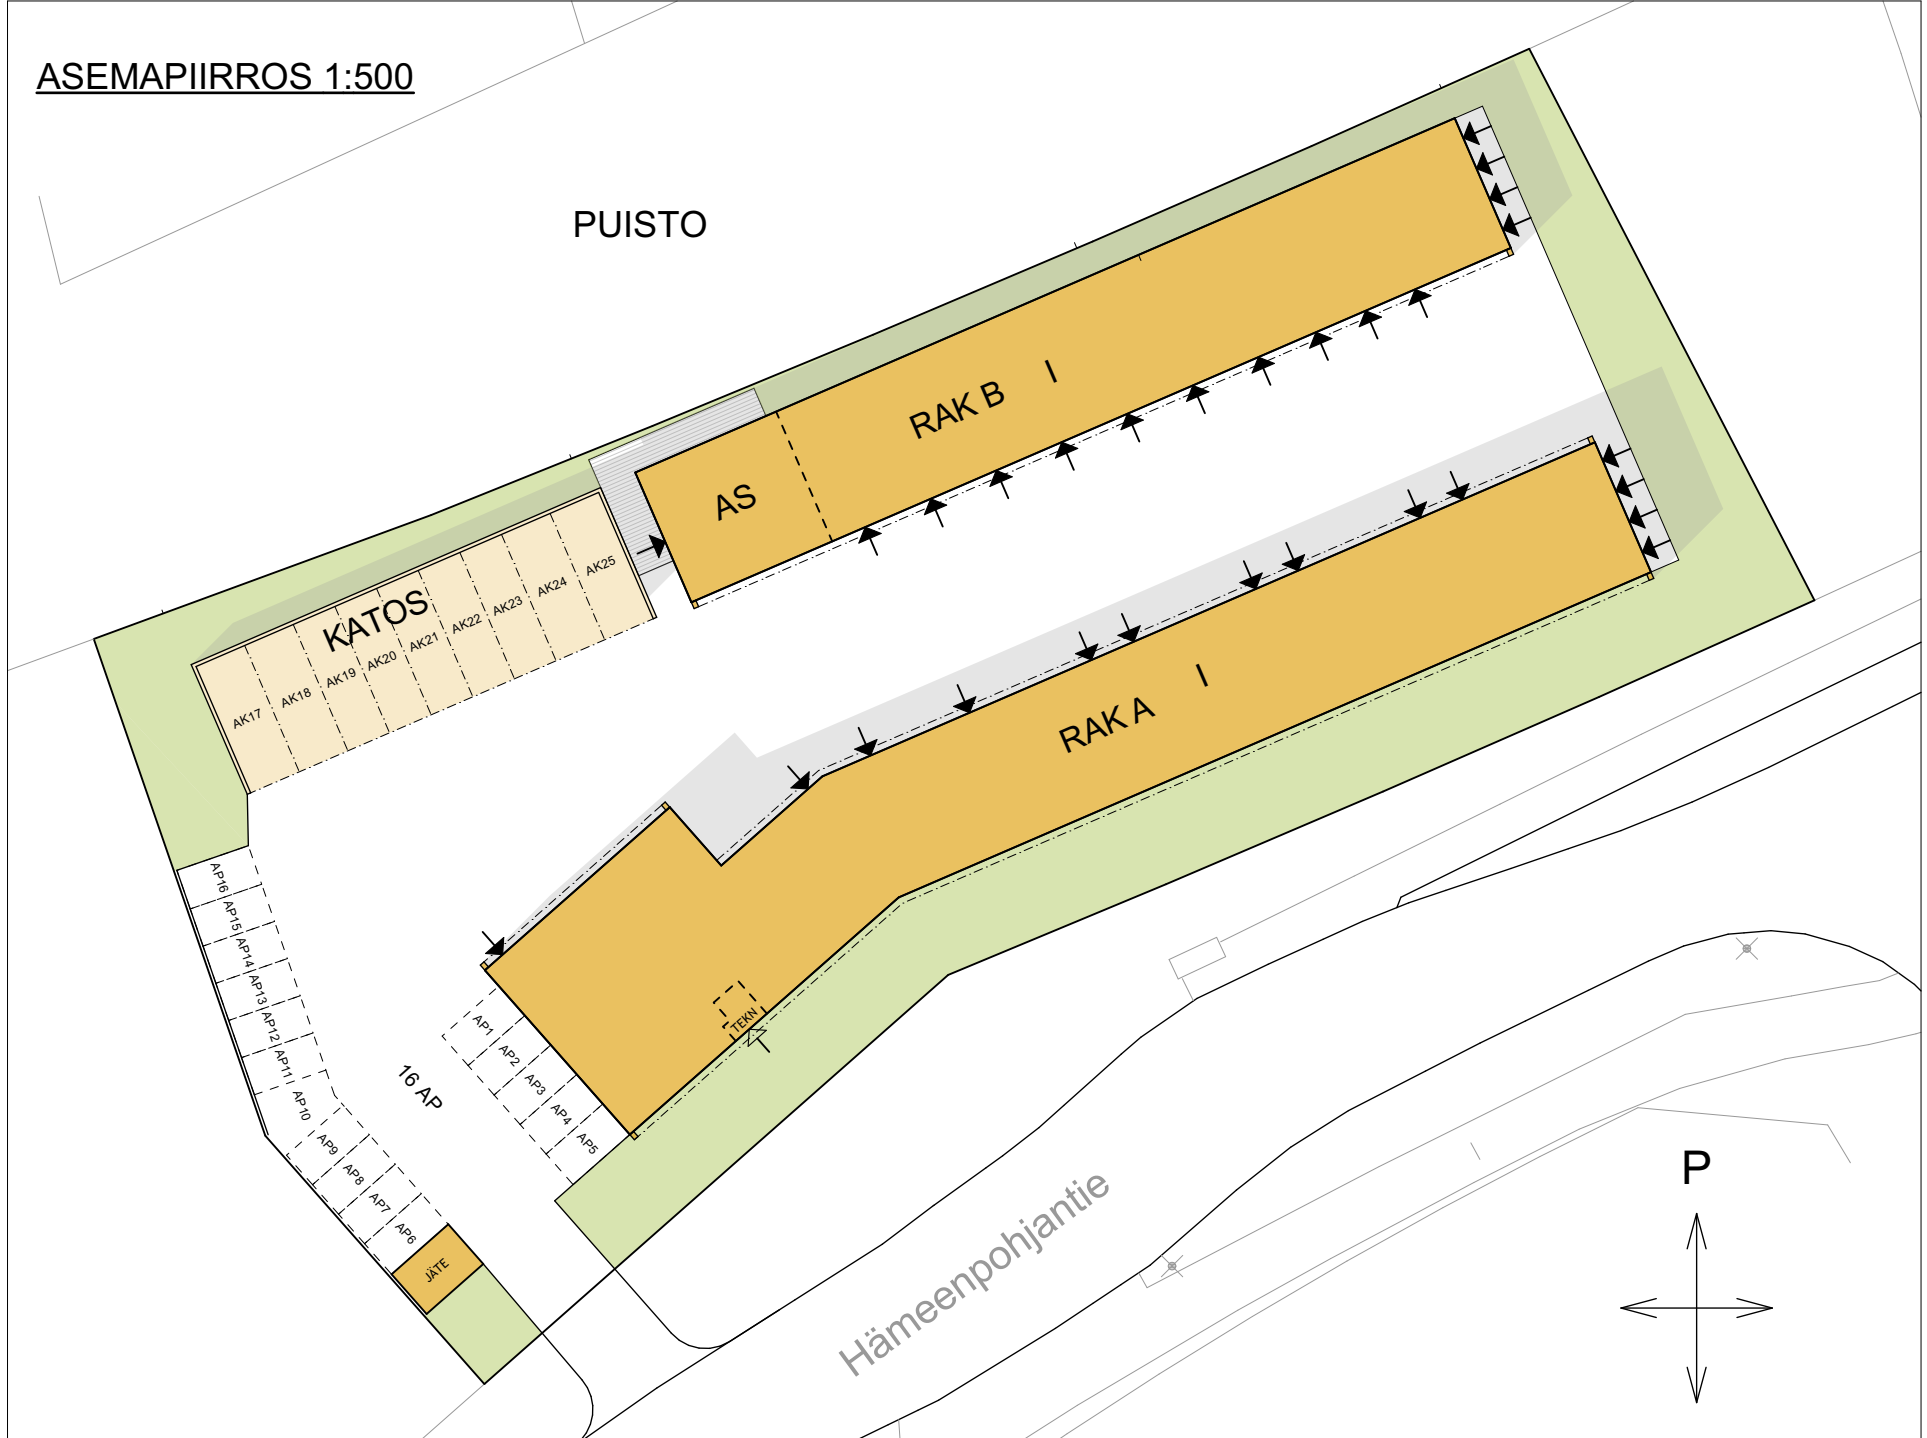 ASEMAPIIRROS 1:500
PUISTO
RAK B I
AS
KATOS
AK25
AK24
AK23
AK22
AK21
AK20
AK19
AK18
AK17
RAK A I
AP16
AP15
AP14
AP13
AP12
AP11
AP10
AP9
AP8
AP7
AP6
JÄTE
16 AP
AP1
AP2
AP3
AP4
AP5
TEKN
Hämeenpohjantie
P